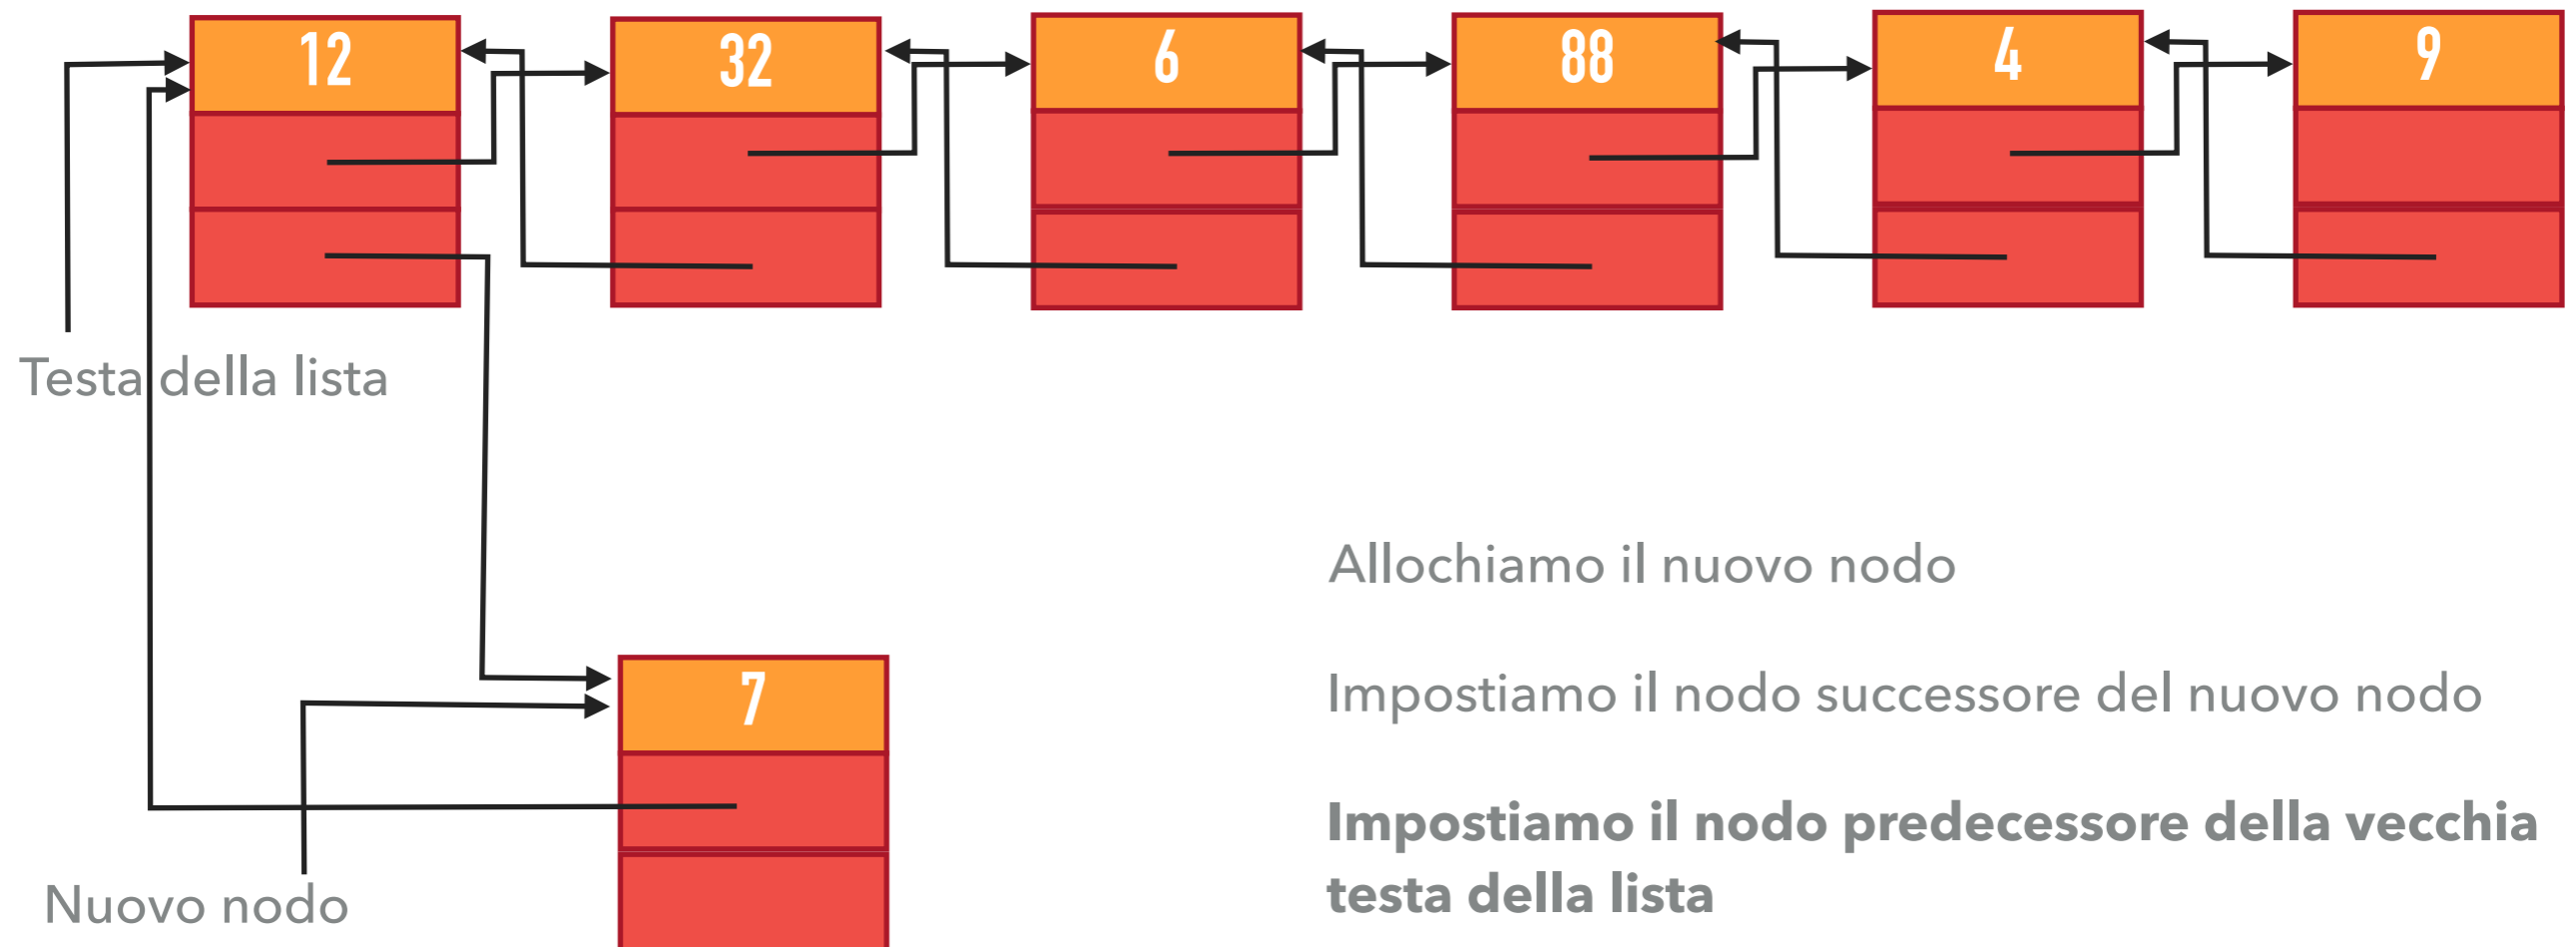 12
32
6
88
4
9
Testa della lista
Allochiamo il nuovo nodo
7
Impostiamo il nodo successore del nuovo nodo
Impostiamo il nodo predecessore della vecchia
testa della lista
Nuovo nodo